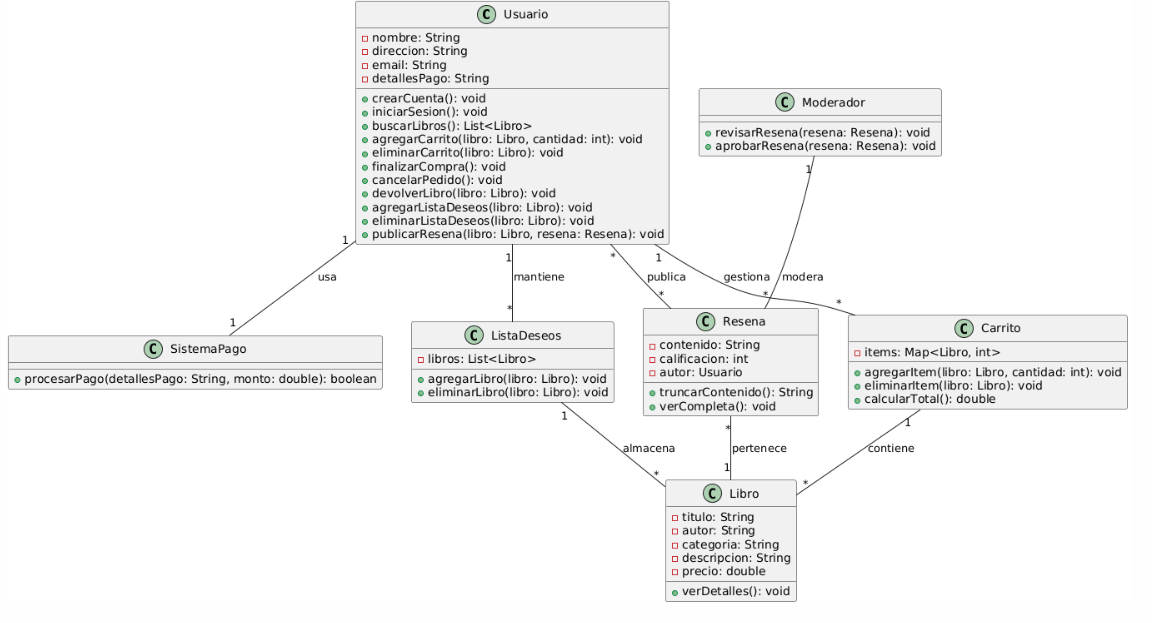 C Usuario
nombre: String
direccion: String
email: String
detallesPago: String
crearCuenta(): void
iniciarSesion(): void
buscarLibros(): List<Libro>
agregarCarrito(libro: Libro, cantidad: int): void
eliminarCarrito(libro: Libro): void
finalizarCompra(): void
cancelarPedido(): void
devolverLibro(libro: Libro): void
agregarListaDeseos(libro: Libro): void
eliminarListaDeseos(libro: Libro): void
publicarResena(libro: Libro, resena: Resena): void
C Moderador
revisarResena(resena: Resena): void
aprobarResena(resena: Resena): void
1
usa
1
1
mantiene
*
*
publica
*
1
gestiona
*
1
modera
*
C SistemaPago
procesarPago(detallesPago: String, monto: double): boolean
C ListaDeseos
libros: List<Libro>
agregarLibro(libro: Libro): void
eliminarLibro(libro: Libro): void
C Resena
contenido: String
calificacion: int
autor: Usuario
truncarContenido(): String
verCompleta(): void
C Carrito
items: Map<Libro, int>
agregarItem(libro: Libro, cantidad: int): void
eliminarItem(libro: Libro): void
calcularTotal(): double
1
almacena
*
*
pertenece
1
1
contiene
*
C Libro
titulo: String
autor: String
categoria: String
descripcion: String
precio: double
verDetalles(): void